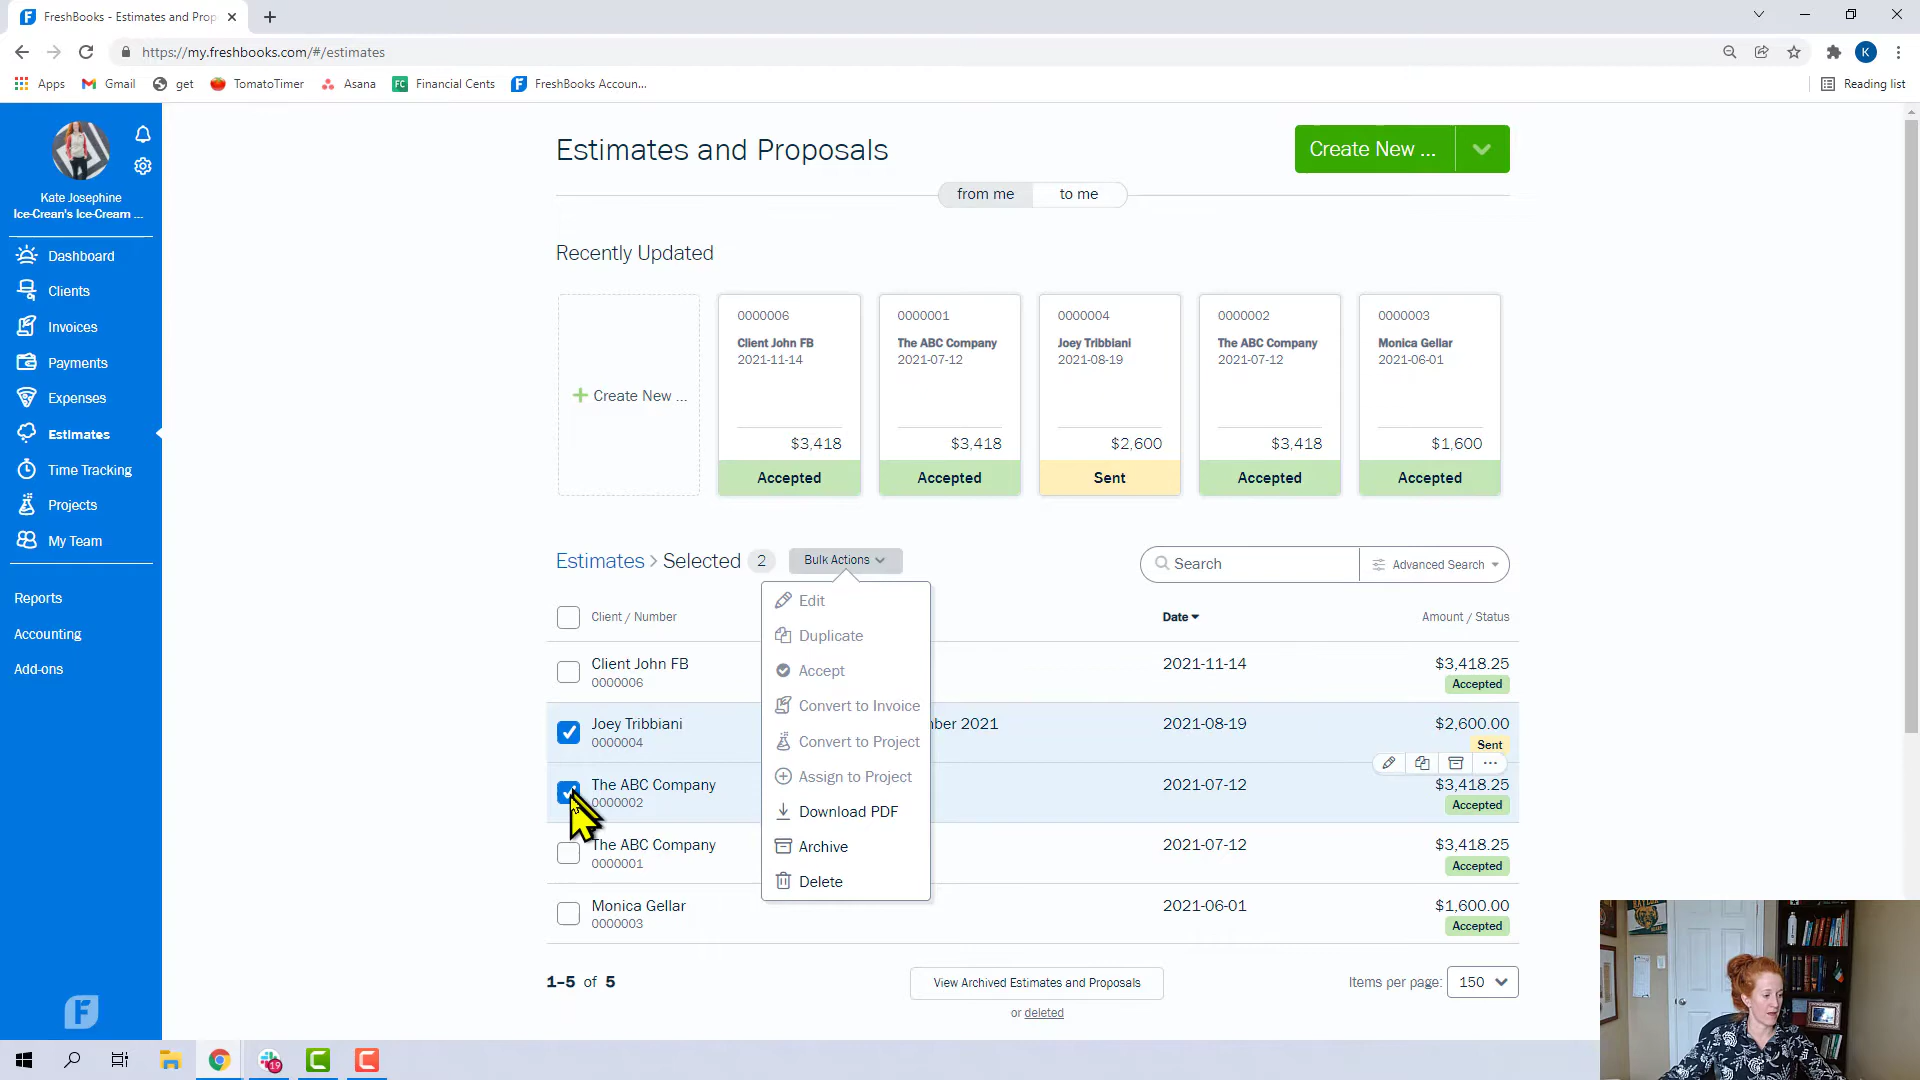 FreshBooks - Estimates and Prop
https://my.freshbooks.com/#/estimates
K
Apps
Gmail
get
TomatoTimer
Asana
FC
Financial Cents
FreshBooks Accoun...
Reading list
Kate Josephine
Ice-Crean's Ice-Cream ...
Dashboard
Clients
Invoices
Payments
Expenses
Estimates
Time Tracking
Projects
My Team
Reports
Accounting
Add-ons
Estimates and Proposals
Create New ...
from me
to me
Recently Updated
Create New ...
0000006
Client John FB
2021-11-14
$3,418
Accepted
0000001
The ABC Company
2021-07-12
$3,418
Accepted
0000004
Joey Tribbiani
2021-08-19
$2,600
Sent
0000002
The ABC Company
2021-07-12
$3,418
Accepted
0000003
Monica Gellar
2021-06-01
$1,600
Accepted
Estimates > Selected 2
Bulk Actions
Search
Advanced Search
Edit
Duplicate
Accept
Convert to Invoice
Convert to Project
Assign to Project
Download PDF
Archive
Delete
Client / Number
Date
Amount / Status
Client John FB
0000006
2021-11-14
$3,418.25
Accepted
Joey Tribbiani
0000004
2021
2021-08-19
$2,600.00
Sent
The ABC Company
0000002
2021-07-12
$3,418.25
Accepted
The ABC Company
0000001
2021-07-12
$3,418.25
Accepted
Monica Gellar
0000003
2021-06-01
$1,600.00
Accepted
1–5 of 5
View Archived Estimates and Proposals
or deleted
Items per page: 150
19